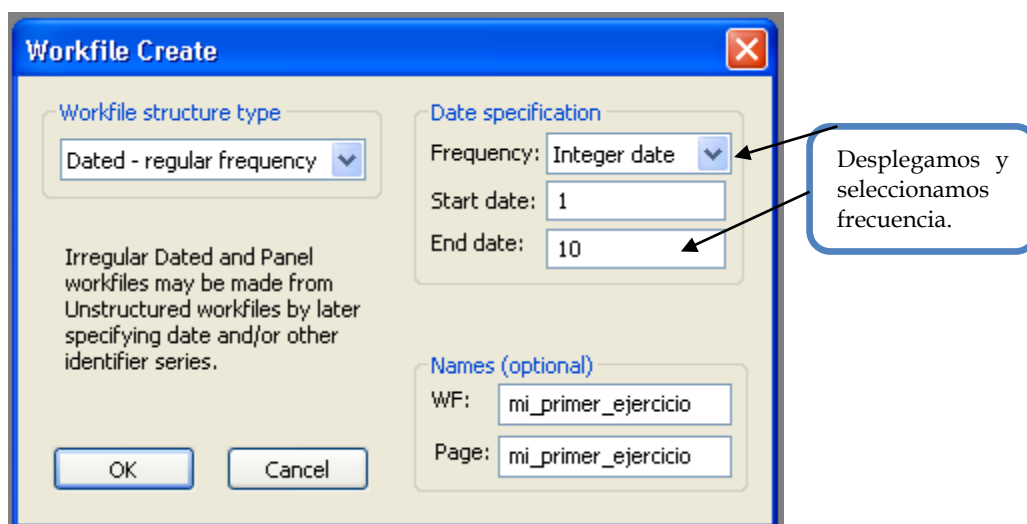 Workfile Create
Workfile structure type
Dated - regular frequency
Irregular Dated and Panel
workfiles may be made from
Unstructured workfiles by later
specifying date and/or other
identifier series.
OK
Cancel
Date specification
Frequency: Integer date
Start date: 1
End date: 10
Names (optional)
WF: mi_primer_ejercicio
Page: mi_primer_ejercicio
Desplegamos y
seleccionamos
frecuencia.